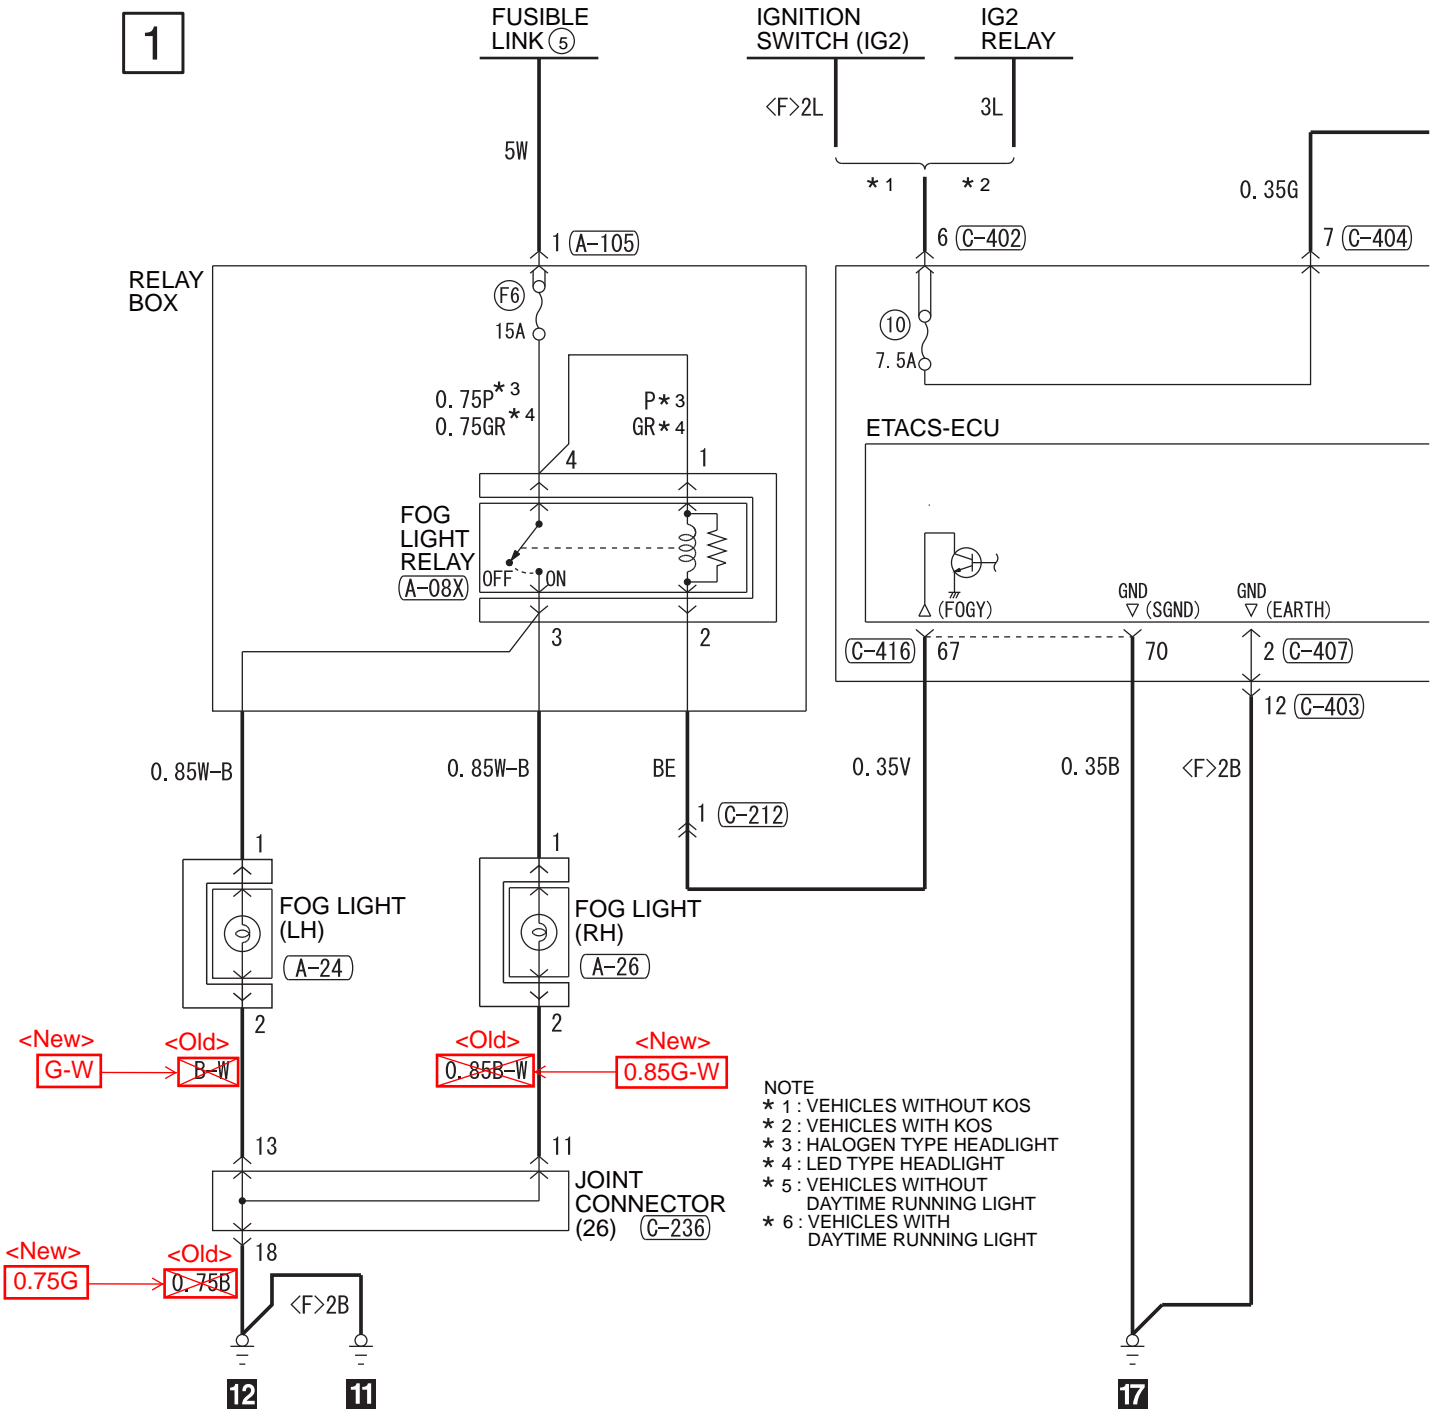 1
FUSIBLE
LINK 5
IGNITION
SWITCH (IG2)
IG2
RELAY
<F>2L
3L
5W
*1
*2
0.35G
1 A-105
6 C-402
7 C-404
RELAY
BOX
F6
15A
10
7.5A
0.75P*3
0.75GR*4
P*3
GR*4
ETACS-ECU
4
1
FOG
LIGHT
RELAY
A-08X
OFF
ON
(FOGY)
GND
(SGND)
GND
(EARTH)
3
2
C-416 67
70
2 C-407
12 C-403
0.85W-B
0.85W-B
BE
0.35V
0.35B
<F>2B
1 C-212
1
1
FOG LIGHT
(LH)
A-24
FOG LIGHT
(RH)
A-26
2
2
<New>
G-W
<Old>
B-W
<Old>
0.85B-W
<New>
0.85G-W
NOTE
*1 : VEHICLES WITHOUT KOS
*2 : VEHICLES WITH KOS
*3 : HALOGEN TYPE HEADLIGHT
*4 : LED TYPE HEADLIGHT
*5 : VEHICLES WITHOUT
DAYTIME RUNNING LIGHT
*6 : VEHICLES WITH
DAYTIME RUNNING LIGHT
13
11
JOINT
CONNECTOR
(26) C-236
18
<New>
0.75G
<Old>
0.75B
<F>2B
12
11
17